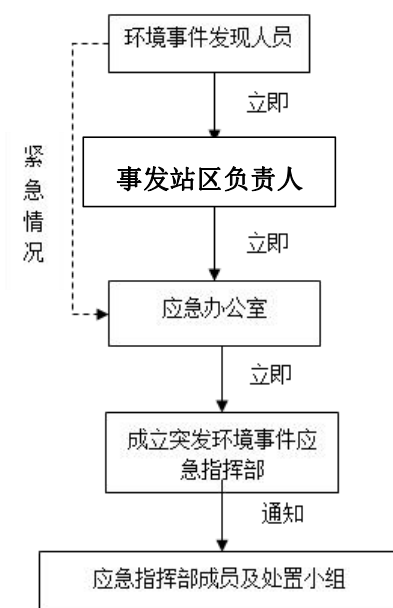 环境事件发现人员
立即
事发站区负责人
紧
急
情
况
立即
应急办公室
立即
成立突发环境事件应
急指挥部
通知
应急指挥部成员及处置小组